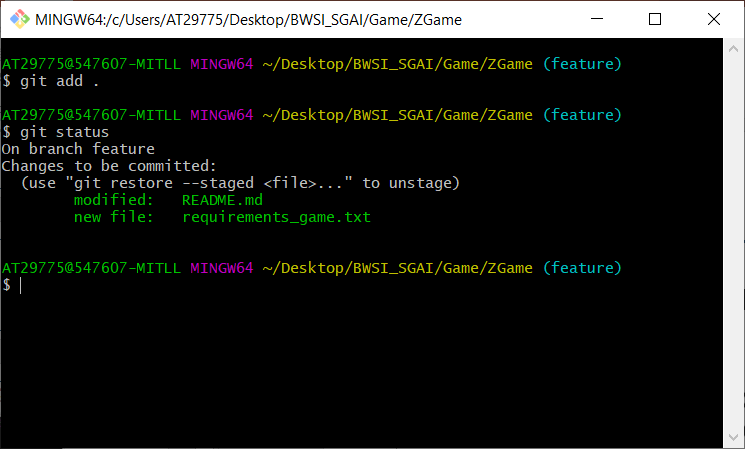 MINGW64:/c/Users/AT29775/Desktop/BWSI_SGAI/Game/ZGame
AT29775@547607-MITLL MINGW64 ~/Desktop/BWSI_SGAI/Game/ZGame (feature)
$ git add .
AT29775@547607-MITLL MINGW64 ~/Desktop/BWSI_SGAI/Game/ZGame (feature)
$ git status
On branch feature
Changes to be committed:
  (use "git restore --staged <file>..." to unstage)
        modified:   README.md
        new file:   requirements_game.txt
AT29775@547607-MITLL MINGW64 ~/Desktop/BWSI_SGAI/Game/ZGame (feature)
$